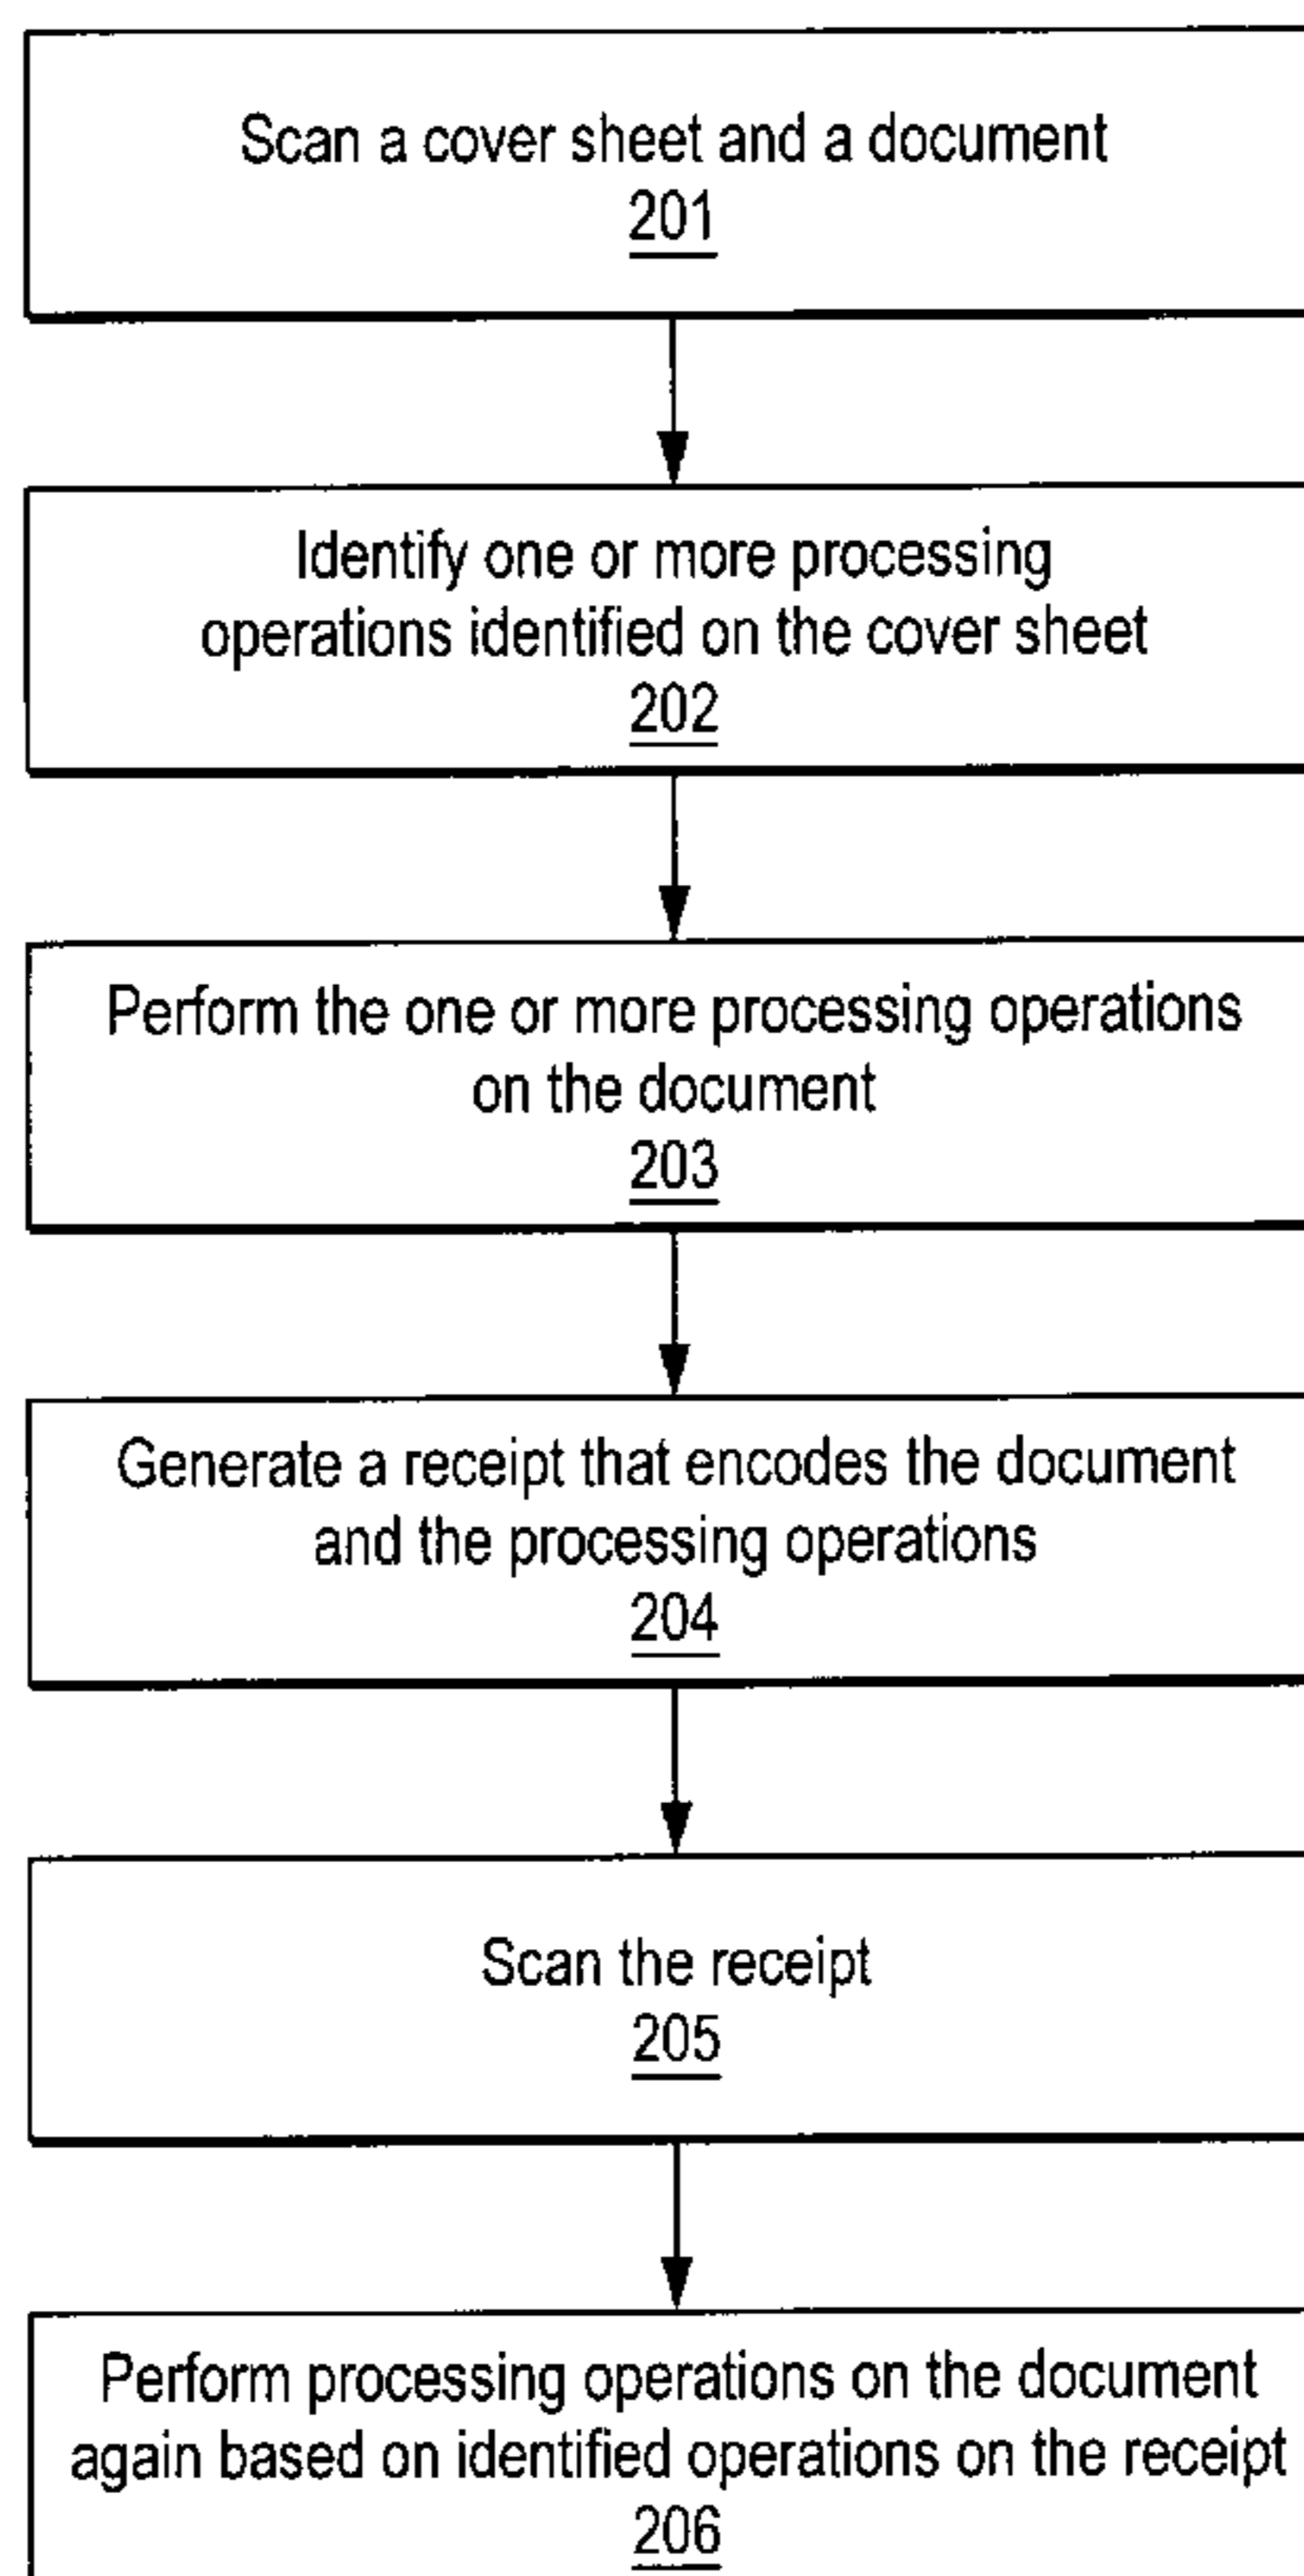 Scan a cover sheet and a document
201
Identify one or more processing
operations identified on the cover sheet
202
Perform the one or more processing operations
on the document
203
Generate a receipt that encodes the document
and the processing operations
204
Scan the receipt
205
Perform processing operations on the document
again based on identified operations on the receipt
206